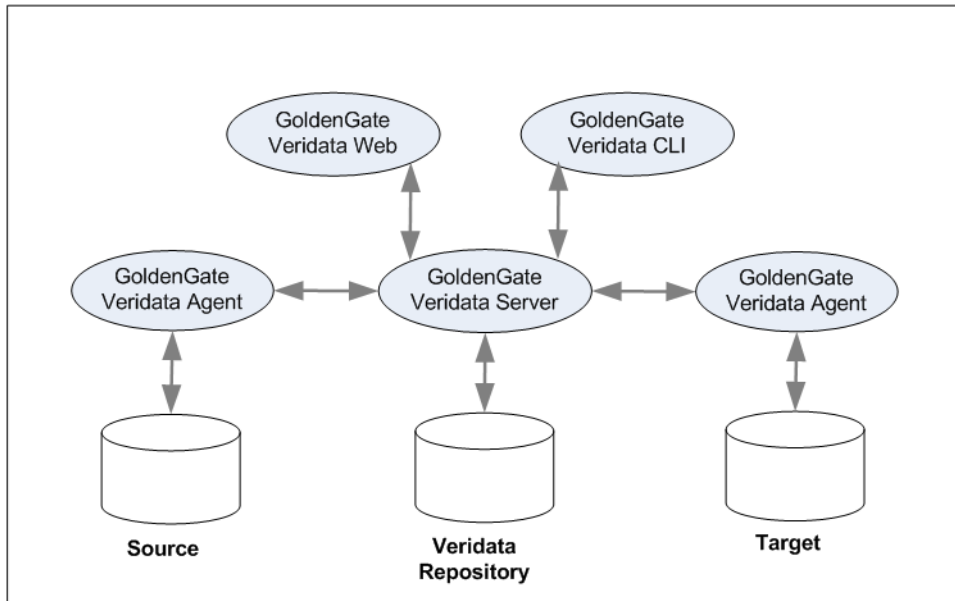 GoldenGate
Veridata Web
GoldenGate
Veridata CLI
GoldenGate
Veridata Agent
GoldenGate
Veridata Server
GoldenGate
Veridata Agent
Source
Veridata
Repository
Target